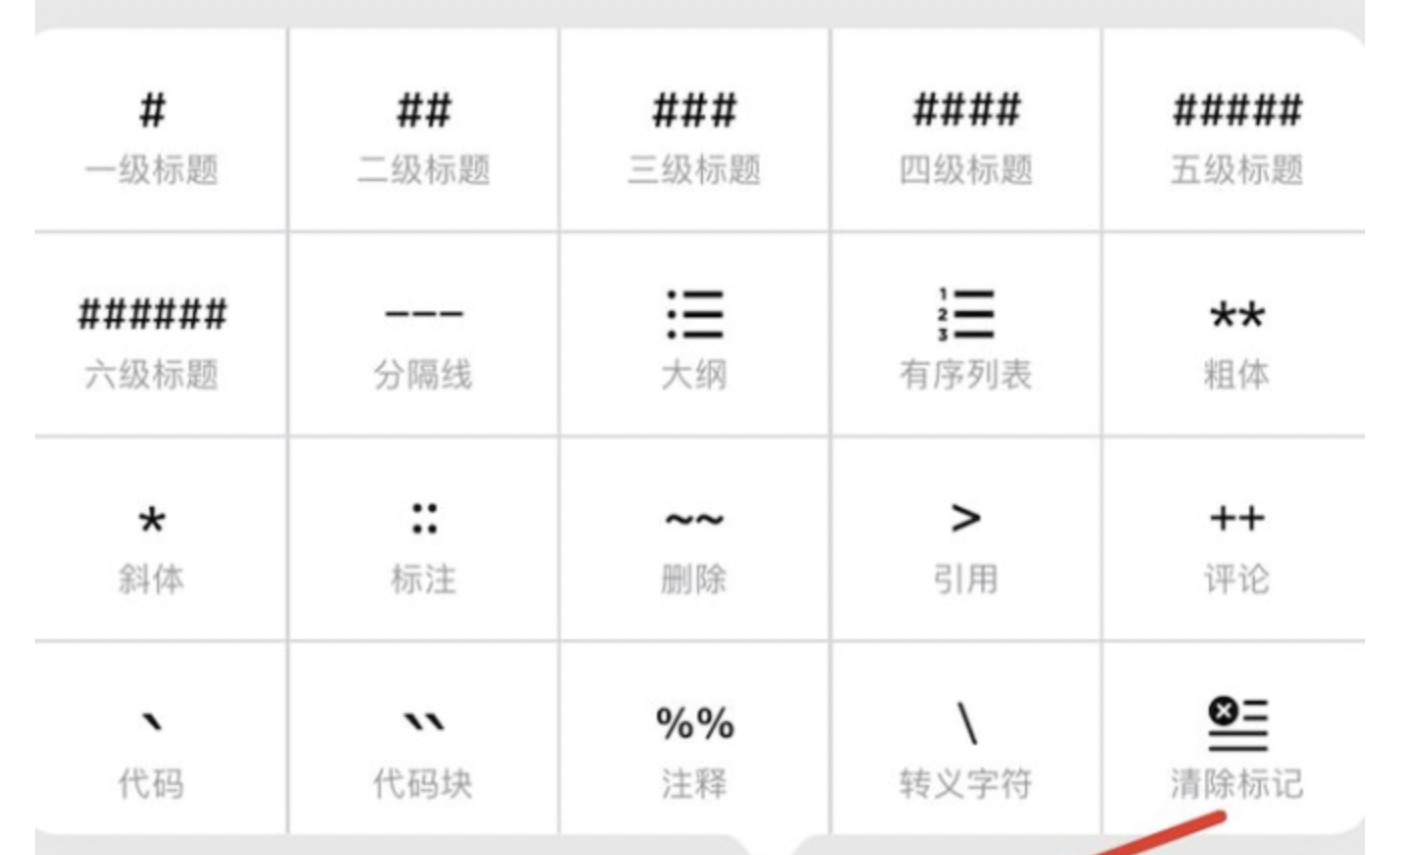 # ## ### #### #####
一级标题 二级标题 三级标题 四级标题 五级标题
###### --- 1 2 3 **
六级标题 分隔线 大纲 有序列表 粗体
* :: ~~ > ++
斜体 标注 删除 引用 评论
` `` %% \
代码 代码块 注释 转义字符 清除标记